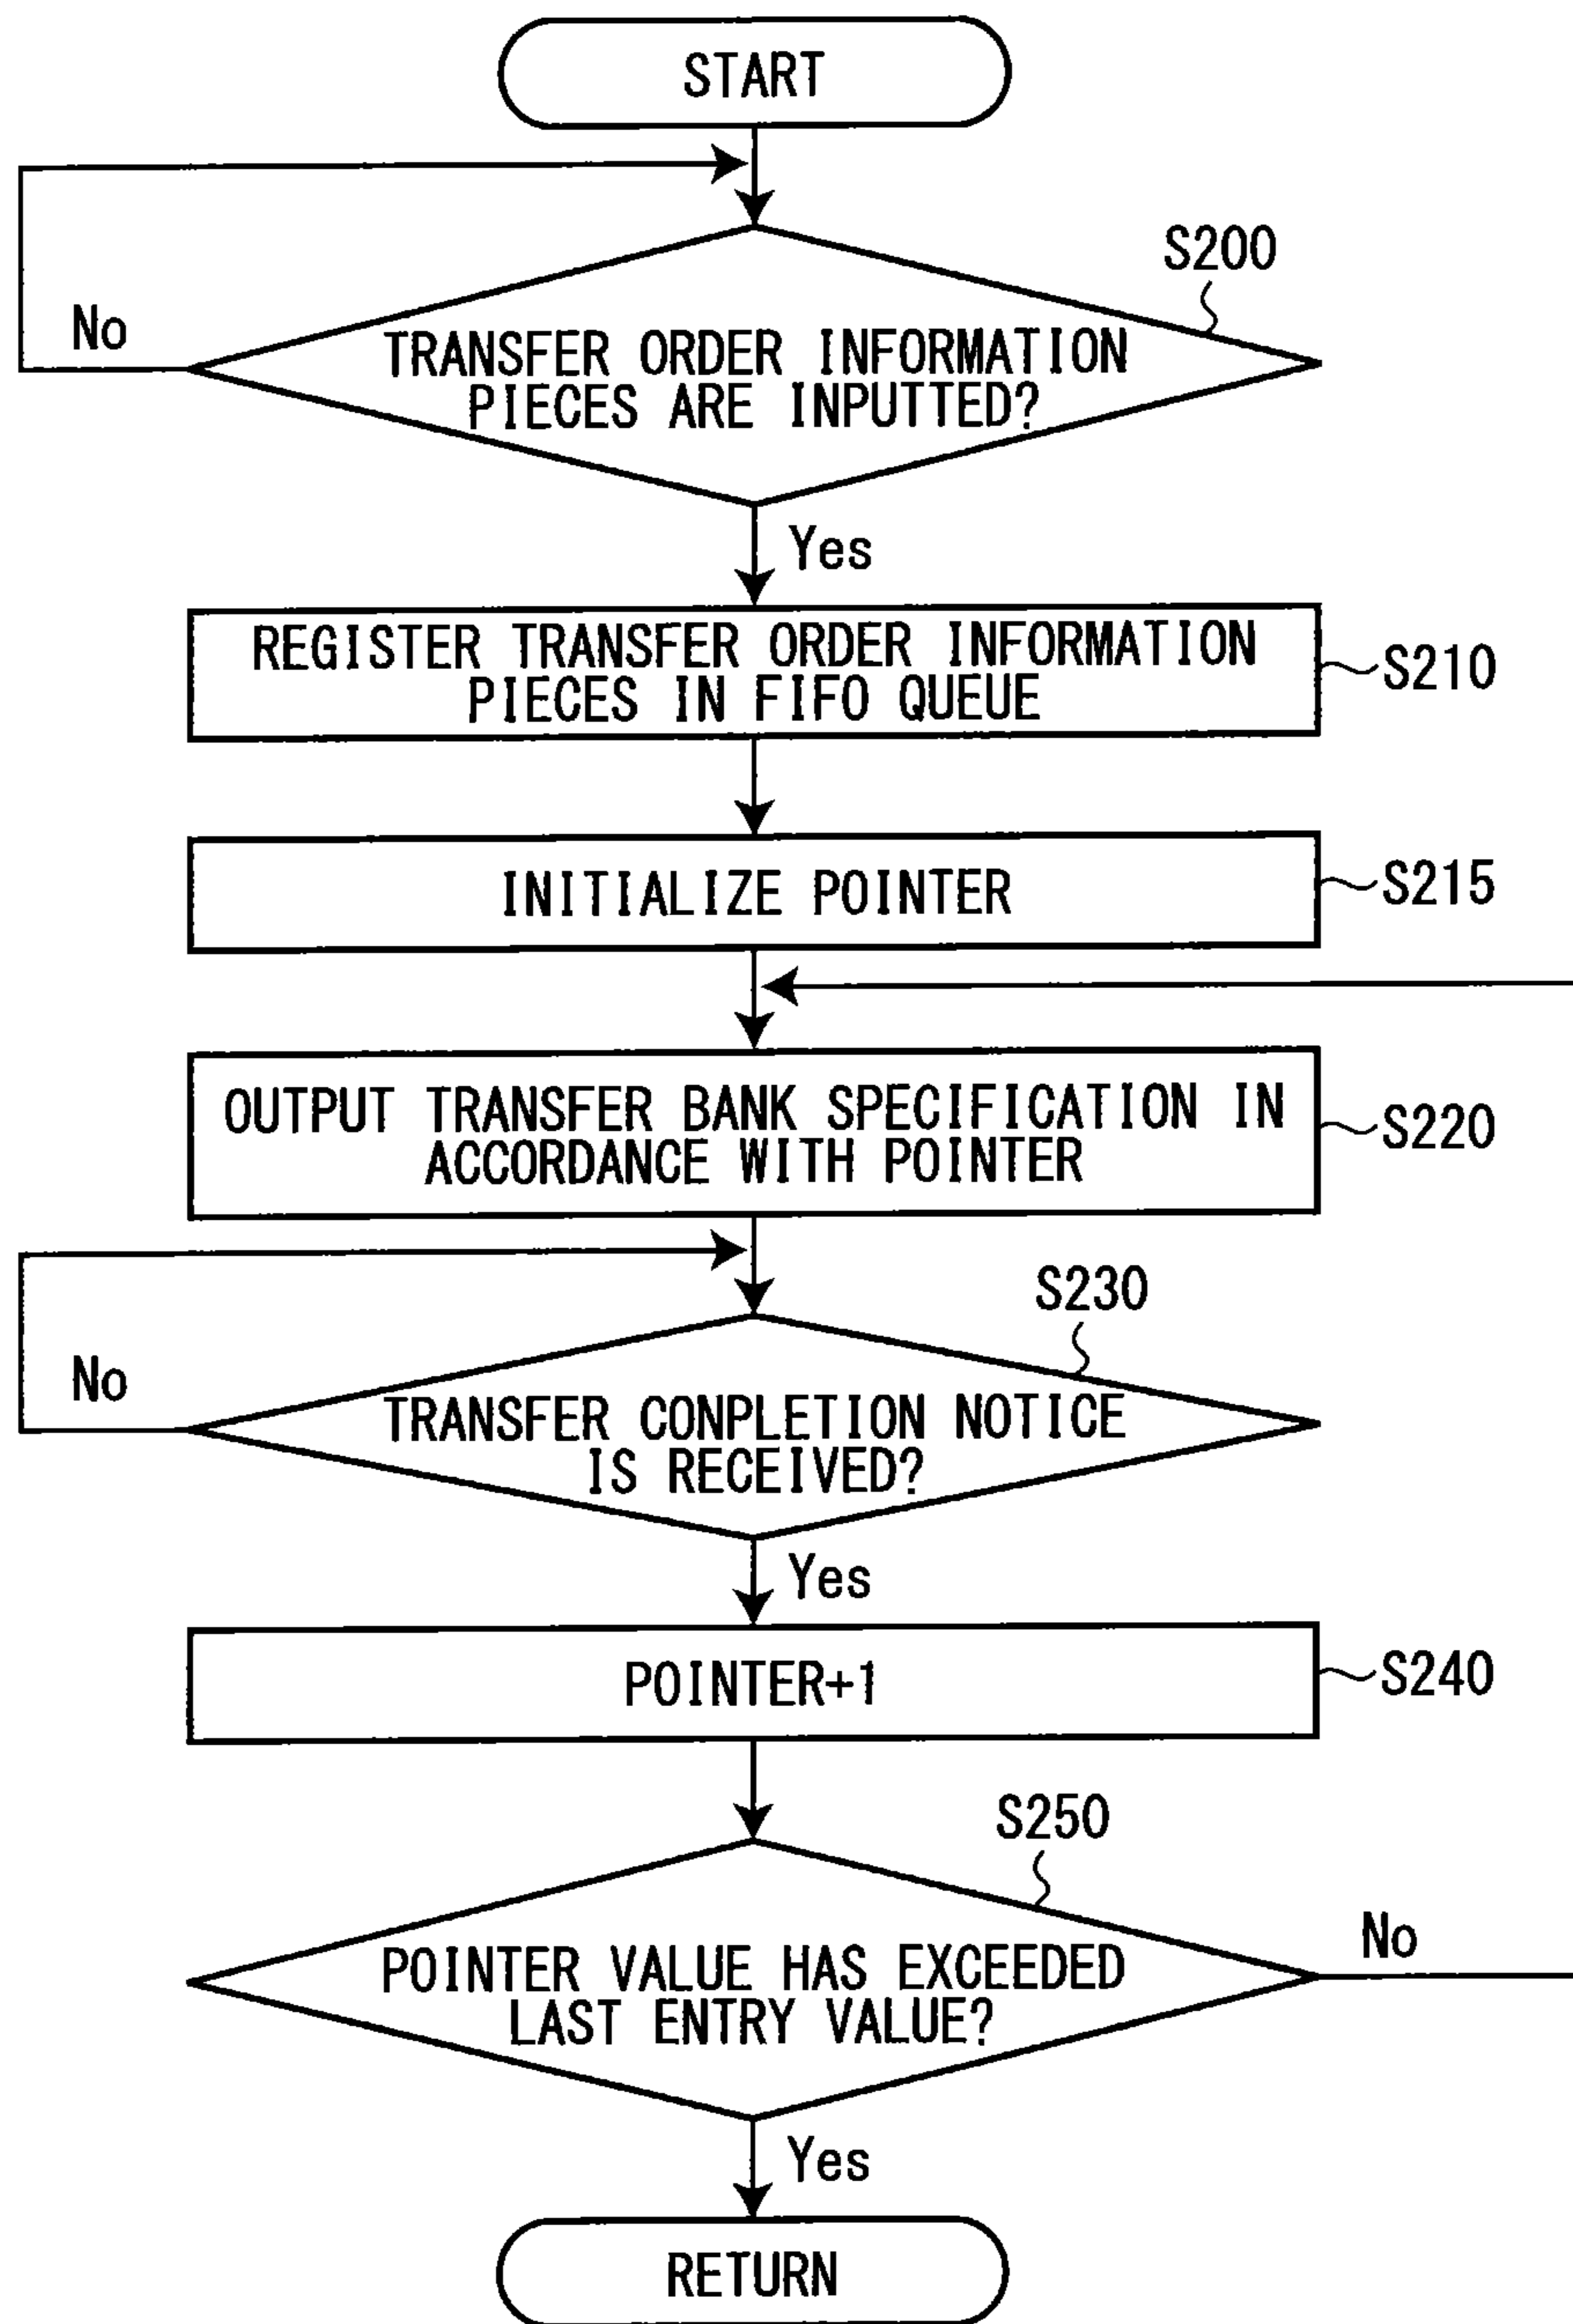 START
S200
No
TRANSFER ORDER INFORMATION
PIECES ARE INPUTTED?
Yes
REGISTER TRANSFER ORDER INFORMATION
PIECES IN FIFO QUEUE
S210
INITIALIZE POINTER
S215
OUTPUT TRANSFER BANK SPECIFICATION IN
ACCORDANCE WITH POINTER
S220
S230
No
TRANSFER CONPLETION NOTICE
IS RECEIVED?
Yes
POINTER+1
S240
S250
No
POINTER VALUE HAS EXCEEDED
LAST ENTRY VALUE?
Yes
RETURN